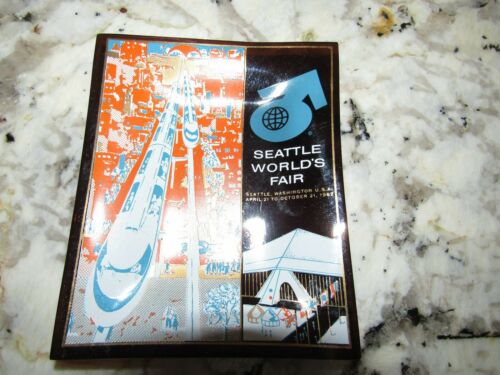 SEATTLE
WORLD'S
FAIR
SEATTLE, WASHINGTON U.S.A.
APRIL 21 TO OCTOBER 21, 1962